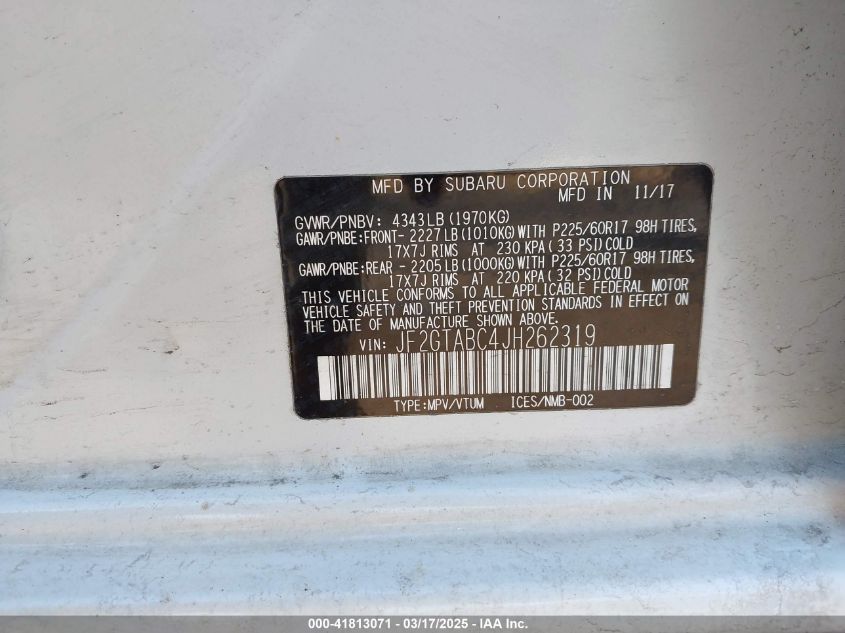 MFD BY SUBARU CORPORATION
MFD IN 11/17
GVWR/PNBV: 4343LB(1970KG)
GAWR/PNBE:FRONT- 2227LB(1010KG)WITH P225/60R17 98H TIRES,
17X7J RIMS AT 230 KPA(33 PSI)COLD
GAWR/PNBE:REAR - 2205LB(1000KG)WITH P225/60R17 98H TIRES,
17X7J RIMS AT 220 KPA(32 PSI)COLD
THIS VEHICLE CONFORMS TO ALL APPLICABLE FEDERAL MOTOR
VEHICLE SAFETY AND THEFT PREVENTION STANDARDS IN EFFECT ON
THE DATE OF MANUFACTURE SHOWN ABOVE.
VIN: JF2GTABC4JH262319
TYPE:MPV/VTUM ICES/NMB-002
000-41813071 - 03/17/2025 - IAA Inc.